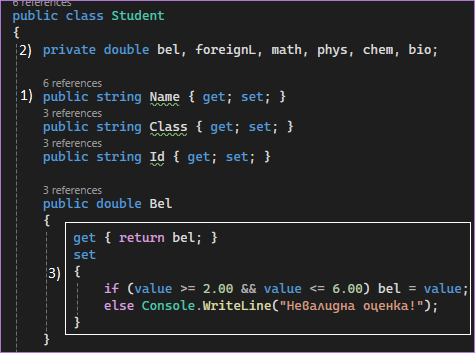 6 references
public class Student
{
2) private double bel, foreignL, math, phys, chem, bio;
6 references
1) public string Name { get; set; }
3 references
public string Class { get; set; }
3 references
public string Id { get; set; }
3 references
public double Bel
{
get { return bel; }
set
3) {
if (value >= 2.00 && value <= 6.00) bel = value;
else Console.WriteLine("Невалидна оценка!");
}
}